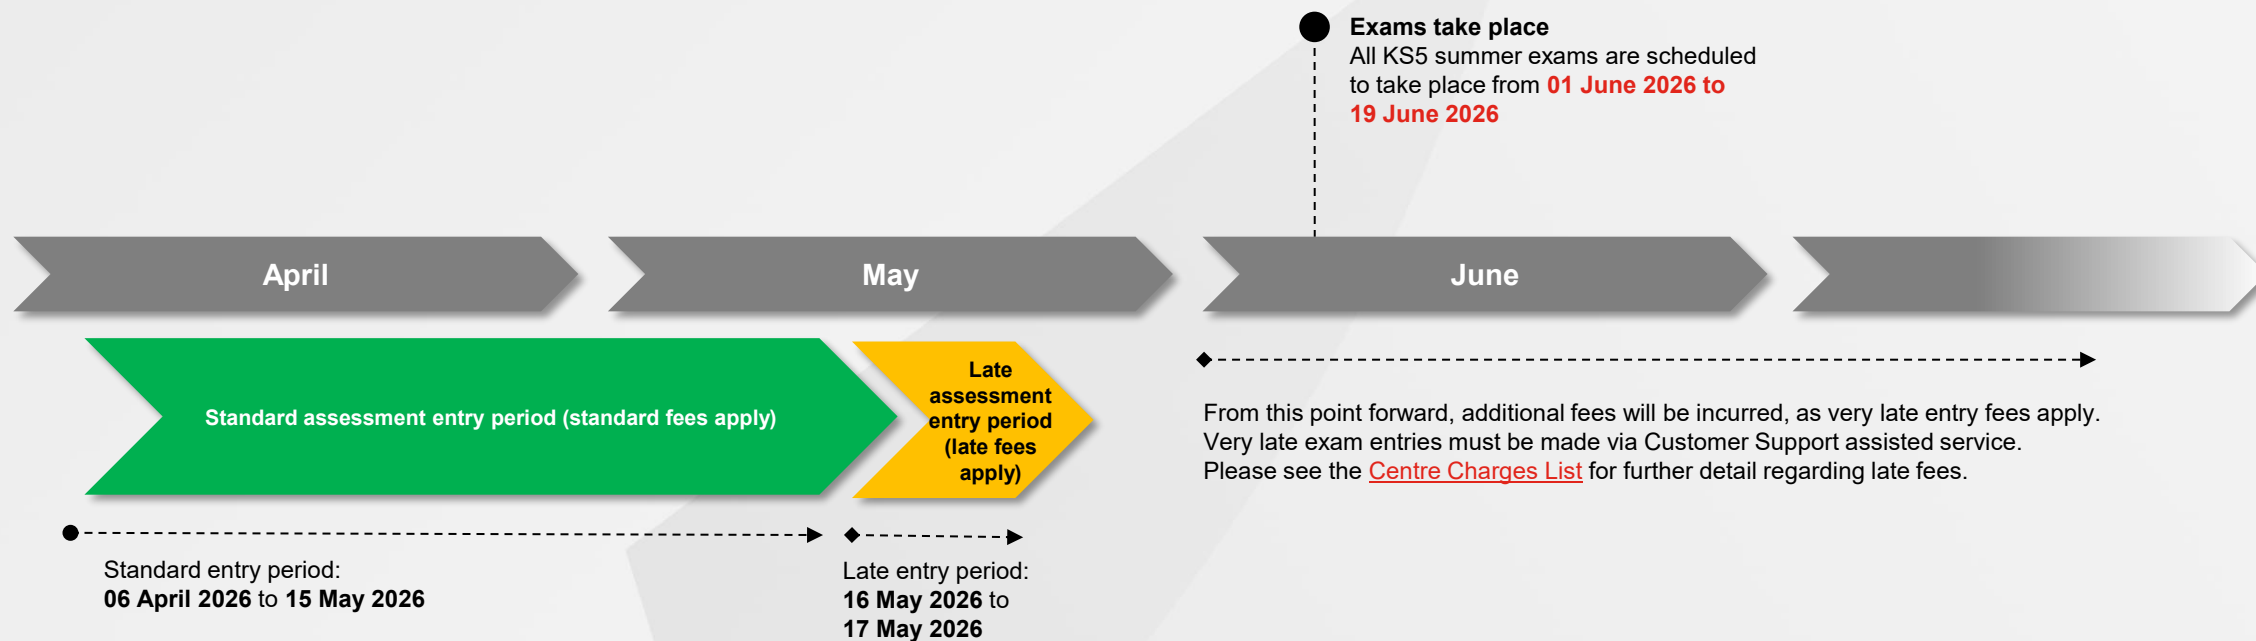 Exams take place
All KS5 summer exams are scheduled
to take place from 01 June 2026 to
19 June 2026
April
May
June
Standard assessment entry period (standard fees apply)
Late
assessment
entry period
(late fees
apply)
From this point forward, additional fees will be incurred, as very late entry fees apply.
Very late exam entries must be made via Customer Support assisted service.
Please see the Centre Charges List for further detail regarding late fees.
Standard entry period:
06 April 2026 to 15 May 2026
Late entry period:
16 May 2026 to
17 May 2026